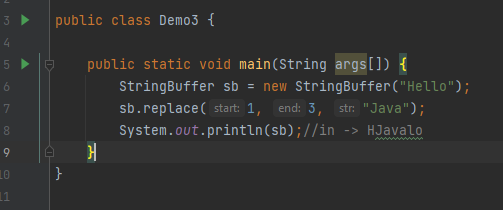 3 public class Demo3 {
4
5 public static void main(String args[]) {
6 StringBuffer sb = new StringBuffer("Hello");
7 sb.replace( start: 1, end: 3, str: "Java");
8 System.out.println(sb);//in -> HJavalo
9 }
10 }
11